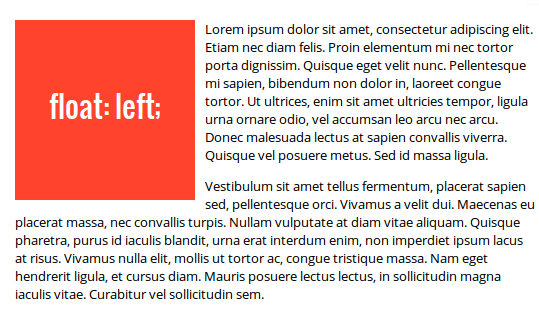 float: left;
Lorem ipsum dolor sit amet, consectetur adipiscing elit.
Etiam nec diam felis. Proin elementum mi nec tortor
porta dignissim. Quisque eget velit nunc. Pellentesque
mi sapien, bibendum non dolor in, laoreet congue
tortor. Ut ultrices, enim sit amet ultricies tempor, ligula
urna ornare odio, vel accumsan leo arcu nec arcu.
Donec malesuada lectus at sapien convallis viverra.
Quisque vel posuere metus. Sed id massa ligula.
Vestibulum sit amet tellus fermentum, placerat sapien
sed, pellentesque orci. Vivamus a velit dui. Maecenas eu
placerat massa, nec convallis turpis. Nullam vulputate at diam vitae aliquam. Quisque
pharetra, purus id iaculis blandit, urna erat interdum enim, non imperdiet ipsum lacus
at risus. Vivamus nulla elit, mollis ut tortor ac, congue tristique massa. Nam eget
hendrerit ligula, et cursus diam. Mauris posuere lectus lectus, in sollicitudin magna
iaculis vitae. Curabitur vel sollicitudin sem.